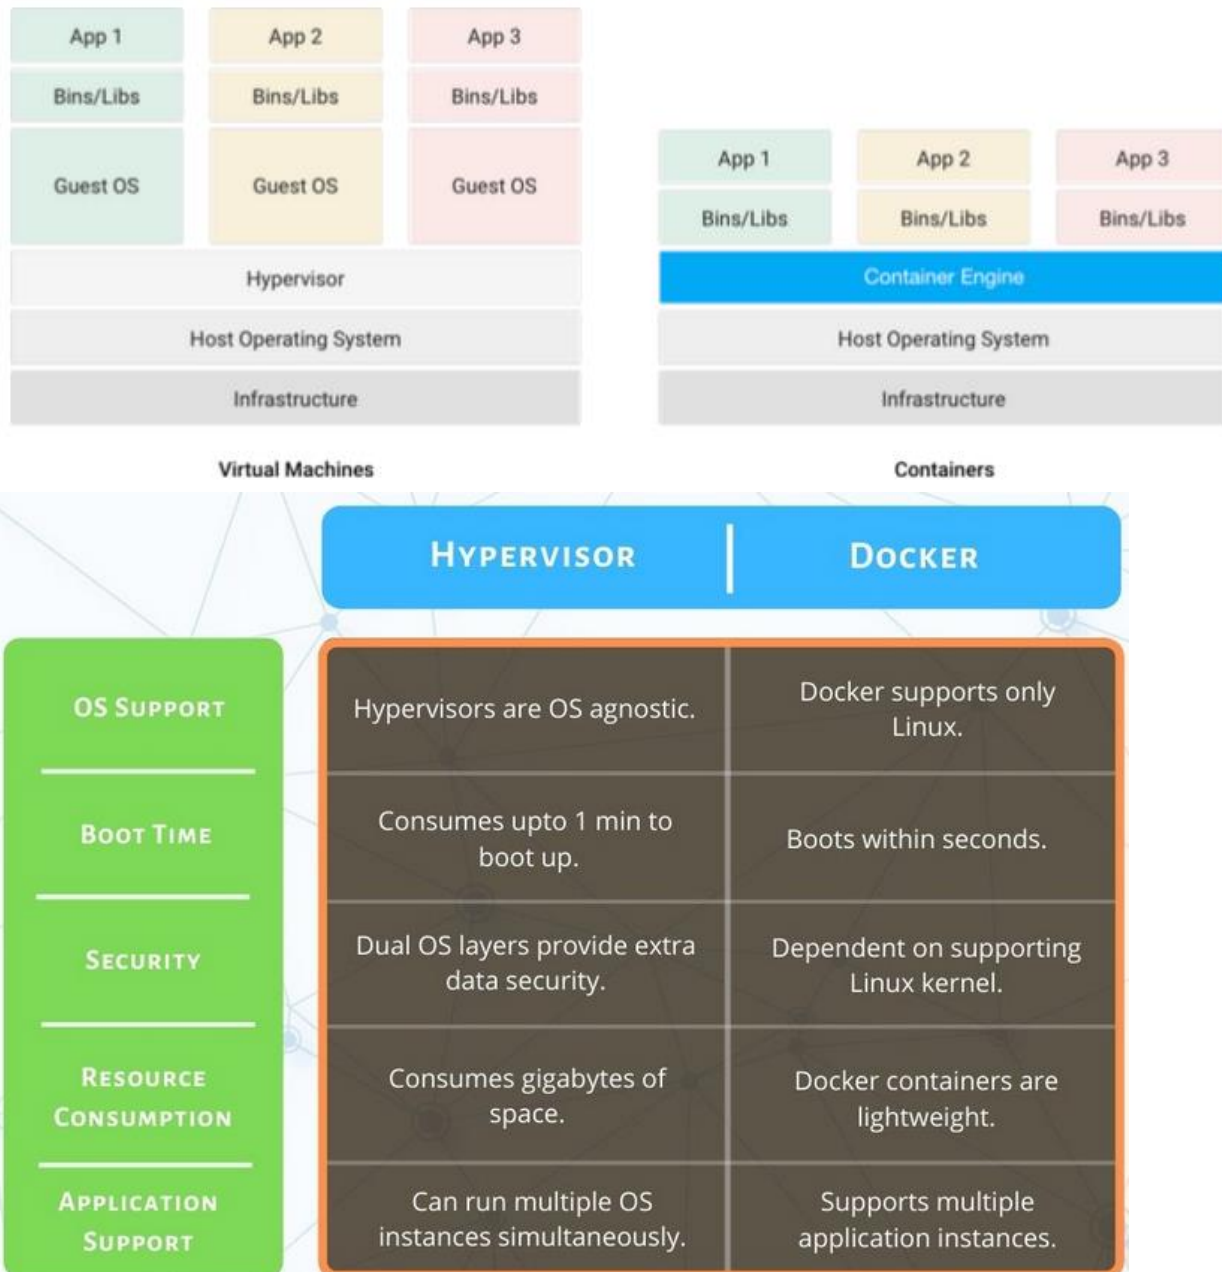 App 1
App 2
App 3
Bins/Libs
Bins/Libs
Bins/Libs
Guest OS
Guest OS
Guest OS
Hypervisor
Host Operating System
Infrastructure
Virtual Machines
App 1
App 2
App 3
Bins/Libs
Bins/Libs
Bins/Libs
Container Engine
Host Operating System
Infrastructure
Containers
HYPERVISOR
DOCKER
OS SUPPORT
Hypervisors are OS agnostic.
Docker supports only
Linux.
BOOT TIME
Consumes upto 1 min to
boot up.
Boots within seconds.
SECURITY
Dual OS layers provide extra
data security.
Dependent on supporting
Linux kernel.
RESOURCE
CONSUMPTION
Consumes gigabytes of
space.
Docker containers are
lightweight.
APPLICATION
SUPPORT
Can run multiple OS
instances simultaneously.
Supports multiple
application instances.